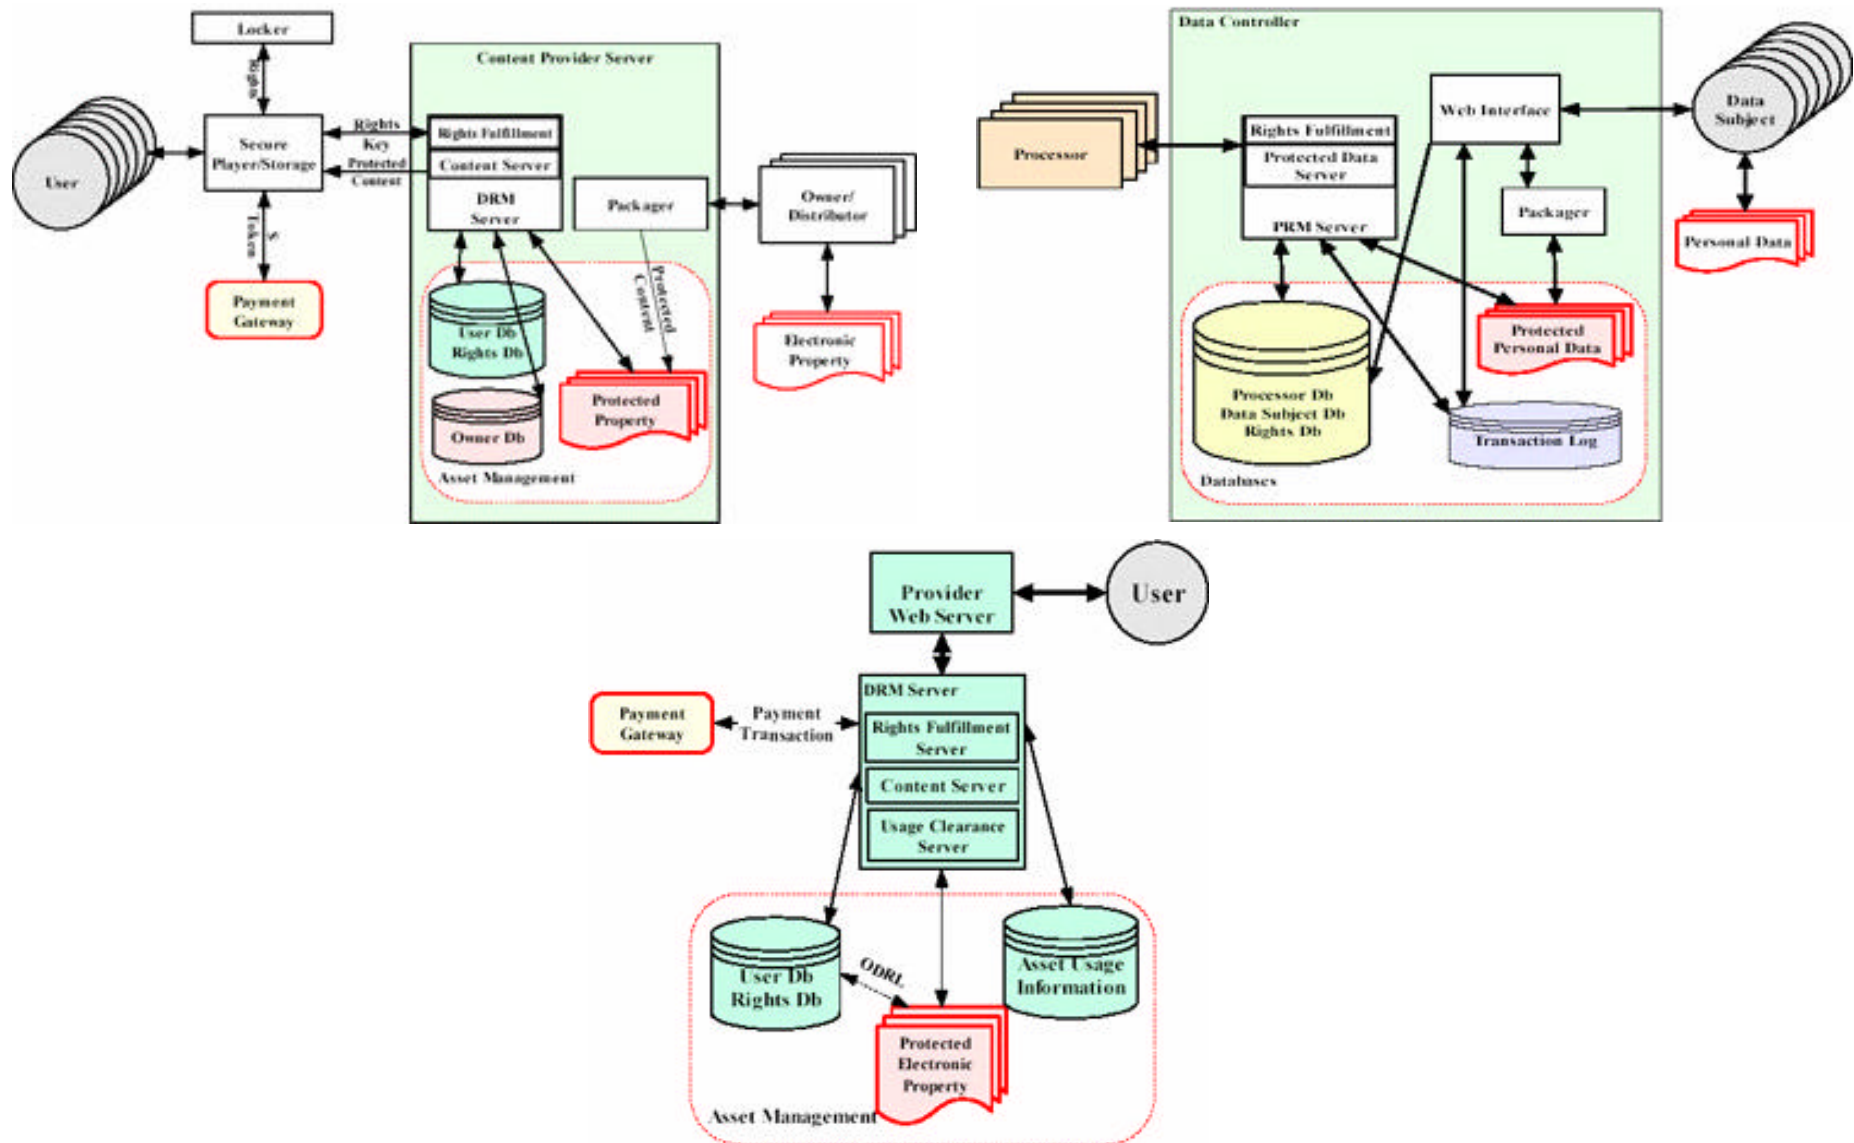 Locker
Rights
Content Provider Server
User
Secure
Player/Storage
Rights
Key
Protected
Content
Rights Fulfillment
Content Server
DRM
Server
Packager
Owner/
Distributor
$
Token
Payment
Gateway
Protected
Content
User Db
Rights Db
Owner Db
Protected
Property
Electronic
Property
Asset Management
Data Controller
Processor
Rights Fulfillment
Protected Data
Server
PRM Server
Web Interface
Data
Subject
Packager
Personal Data
Protected
Personal Data
Processor Db
Data Subject Db
Rights Db
Transaction Log
Databases
Provider
Web Server
User
DRM Server
Payment
Gateway
Payment
Transaction
Rights Fulfillment
Server
Content Server
Usage Clearance
Server
User Db
Rights Db
ODRL
Asset Usage
Information
Protected
Electronic
Property
Asset Management